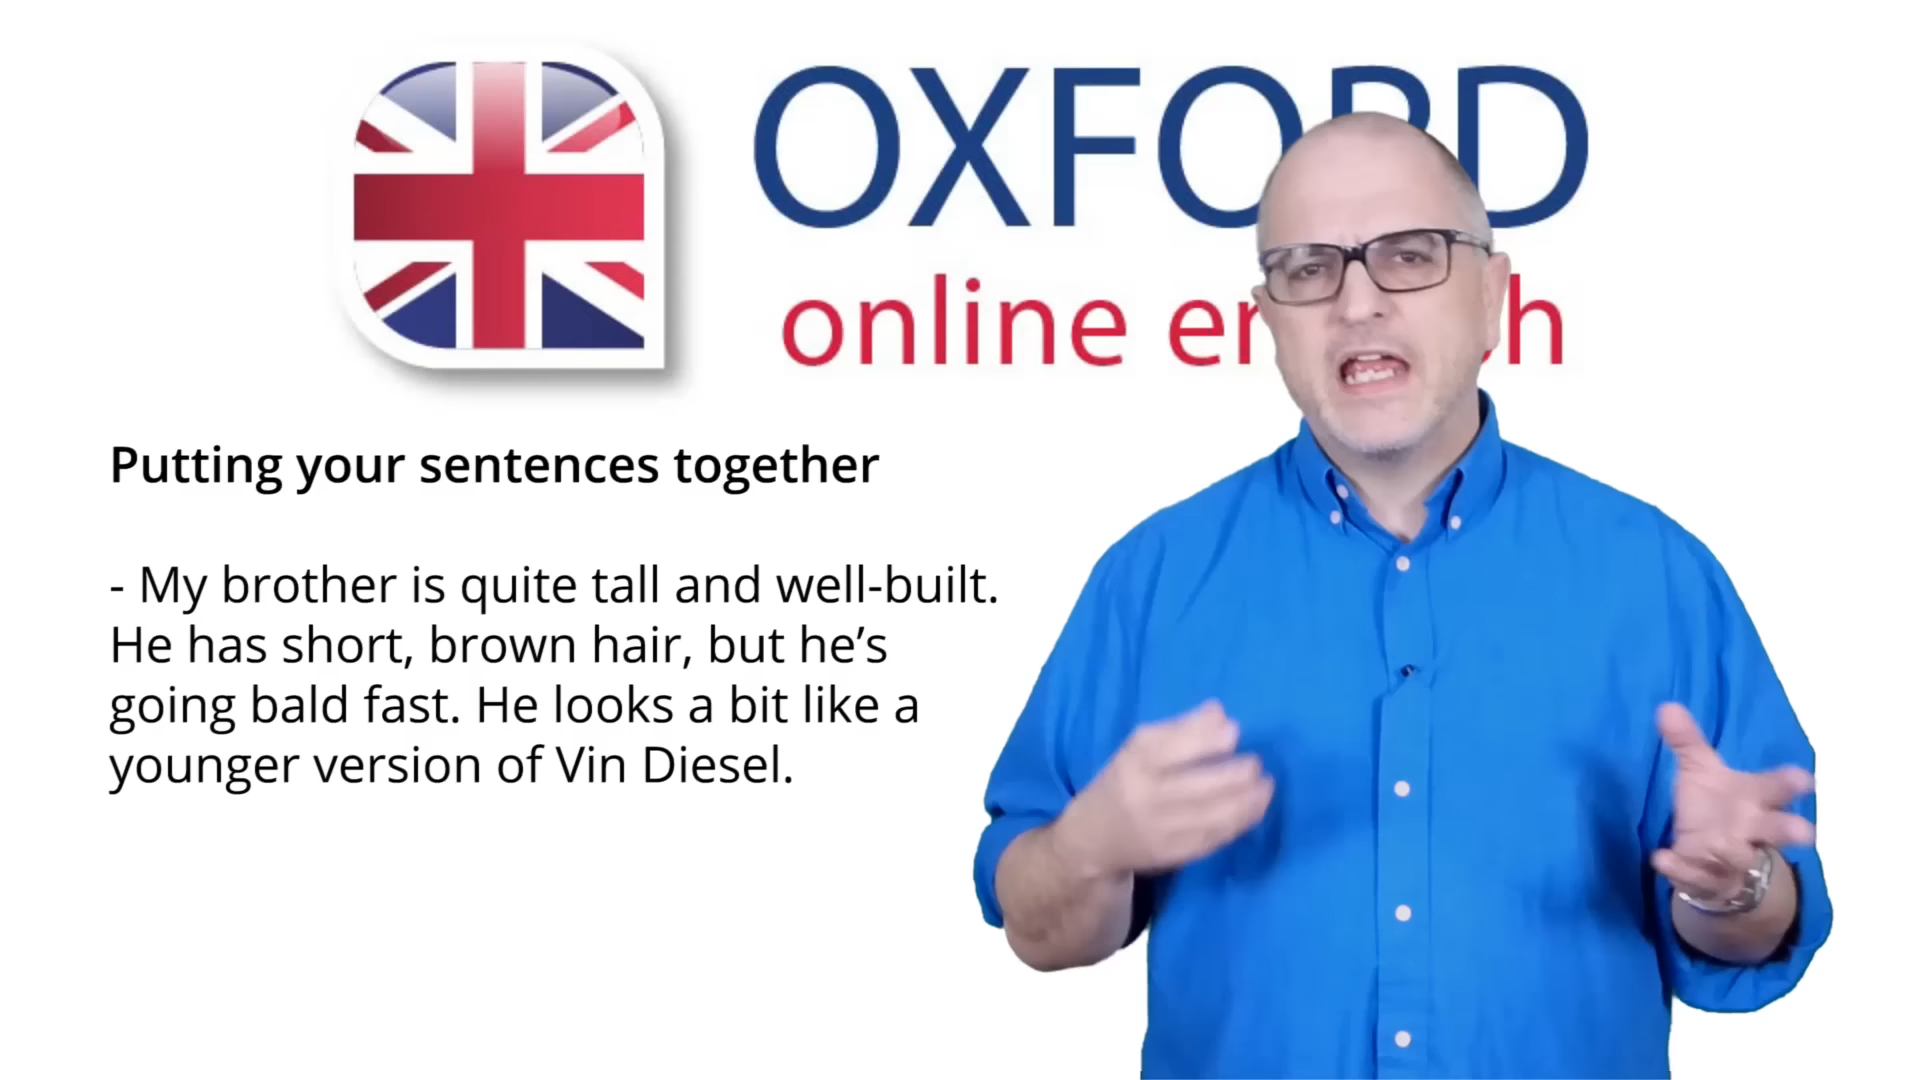 OXFORD
online
Putting your sentences together
- My brother is quite tall and well-built.
He has short, brown hair, but he’s
going bald fast. He looks a bit like a
younger version of Vin Diesel.